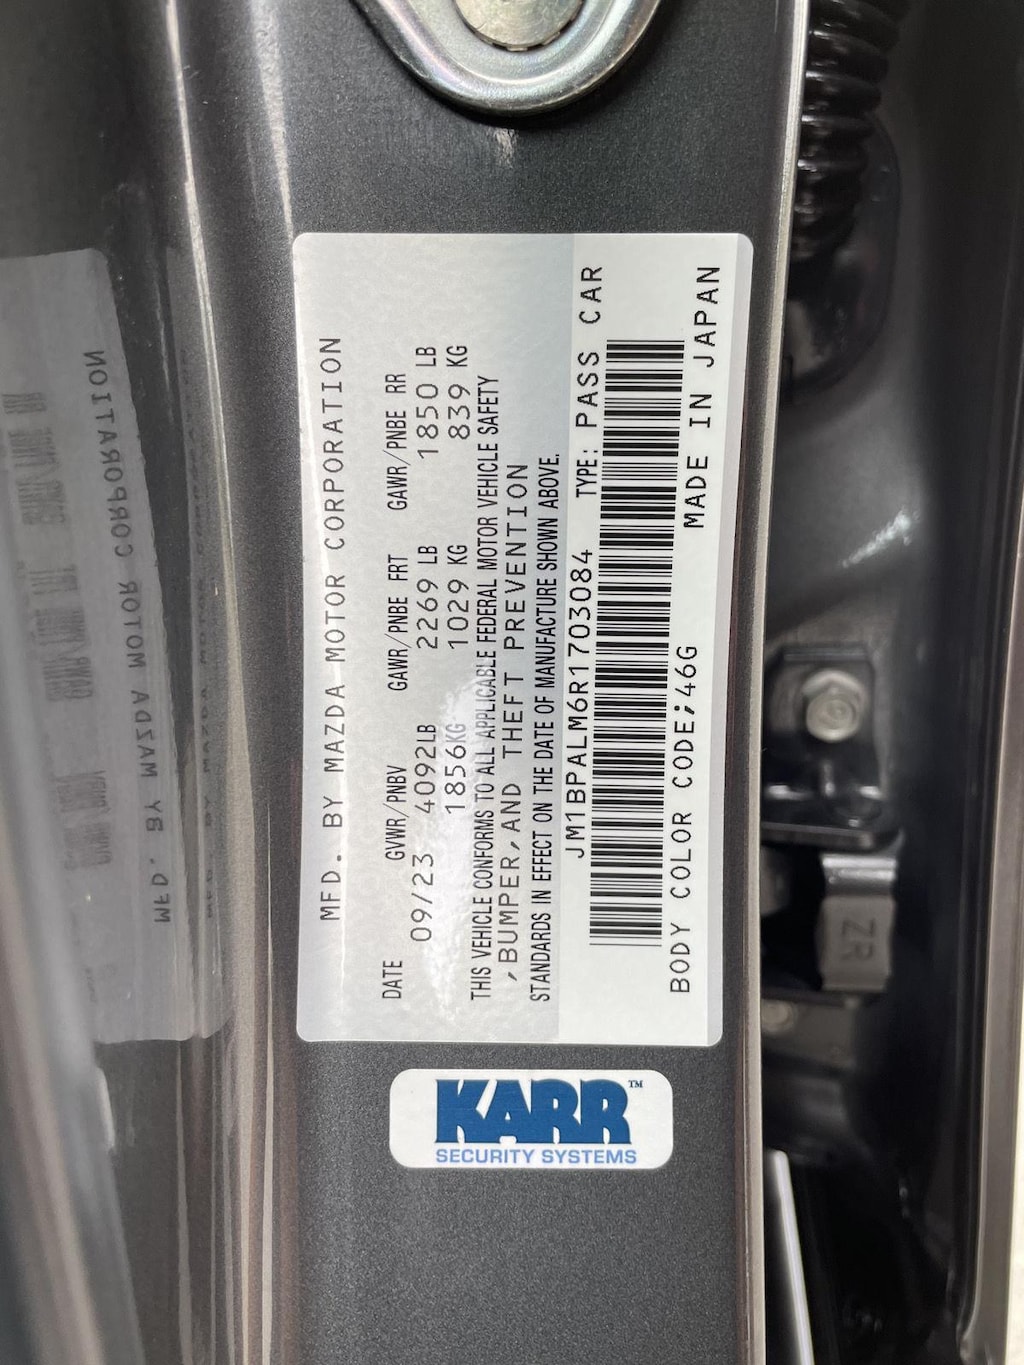 MFD. BY MAZDA MOTOR CORPORATION
DATE GVWR/PNBV GAWR/PNBE FRT GAWR/PNBE RR
09/23 4092LB 2269 LB 1850 LB
1856KG 1029 KG 839 KG
THIS VEHICLE CONFORMS TO ALL APPLICABLE FEDERAL MOTOR VEHICLE SAFETY
,BUMPER,AND THEFT PREVENTION
STANDARDS IN EFFECT ON THE DATE OF MANUFACTURE SHOWN ABOVE.
JM1BPALM6R1703084 TYPE: PASS CAR
BODY COLOR CODE;46G MADE IN JAPAN
KARR™
SECURITY SYSTEMS
ZR
MFD. BY MAZDA MOTOR CORPORATION